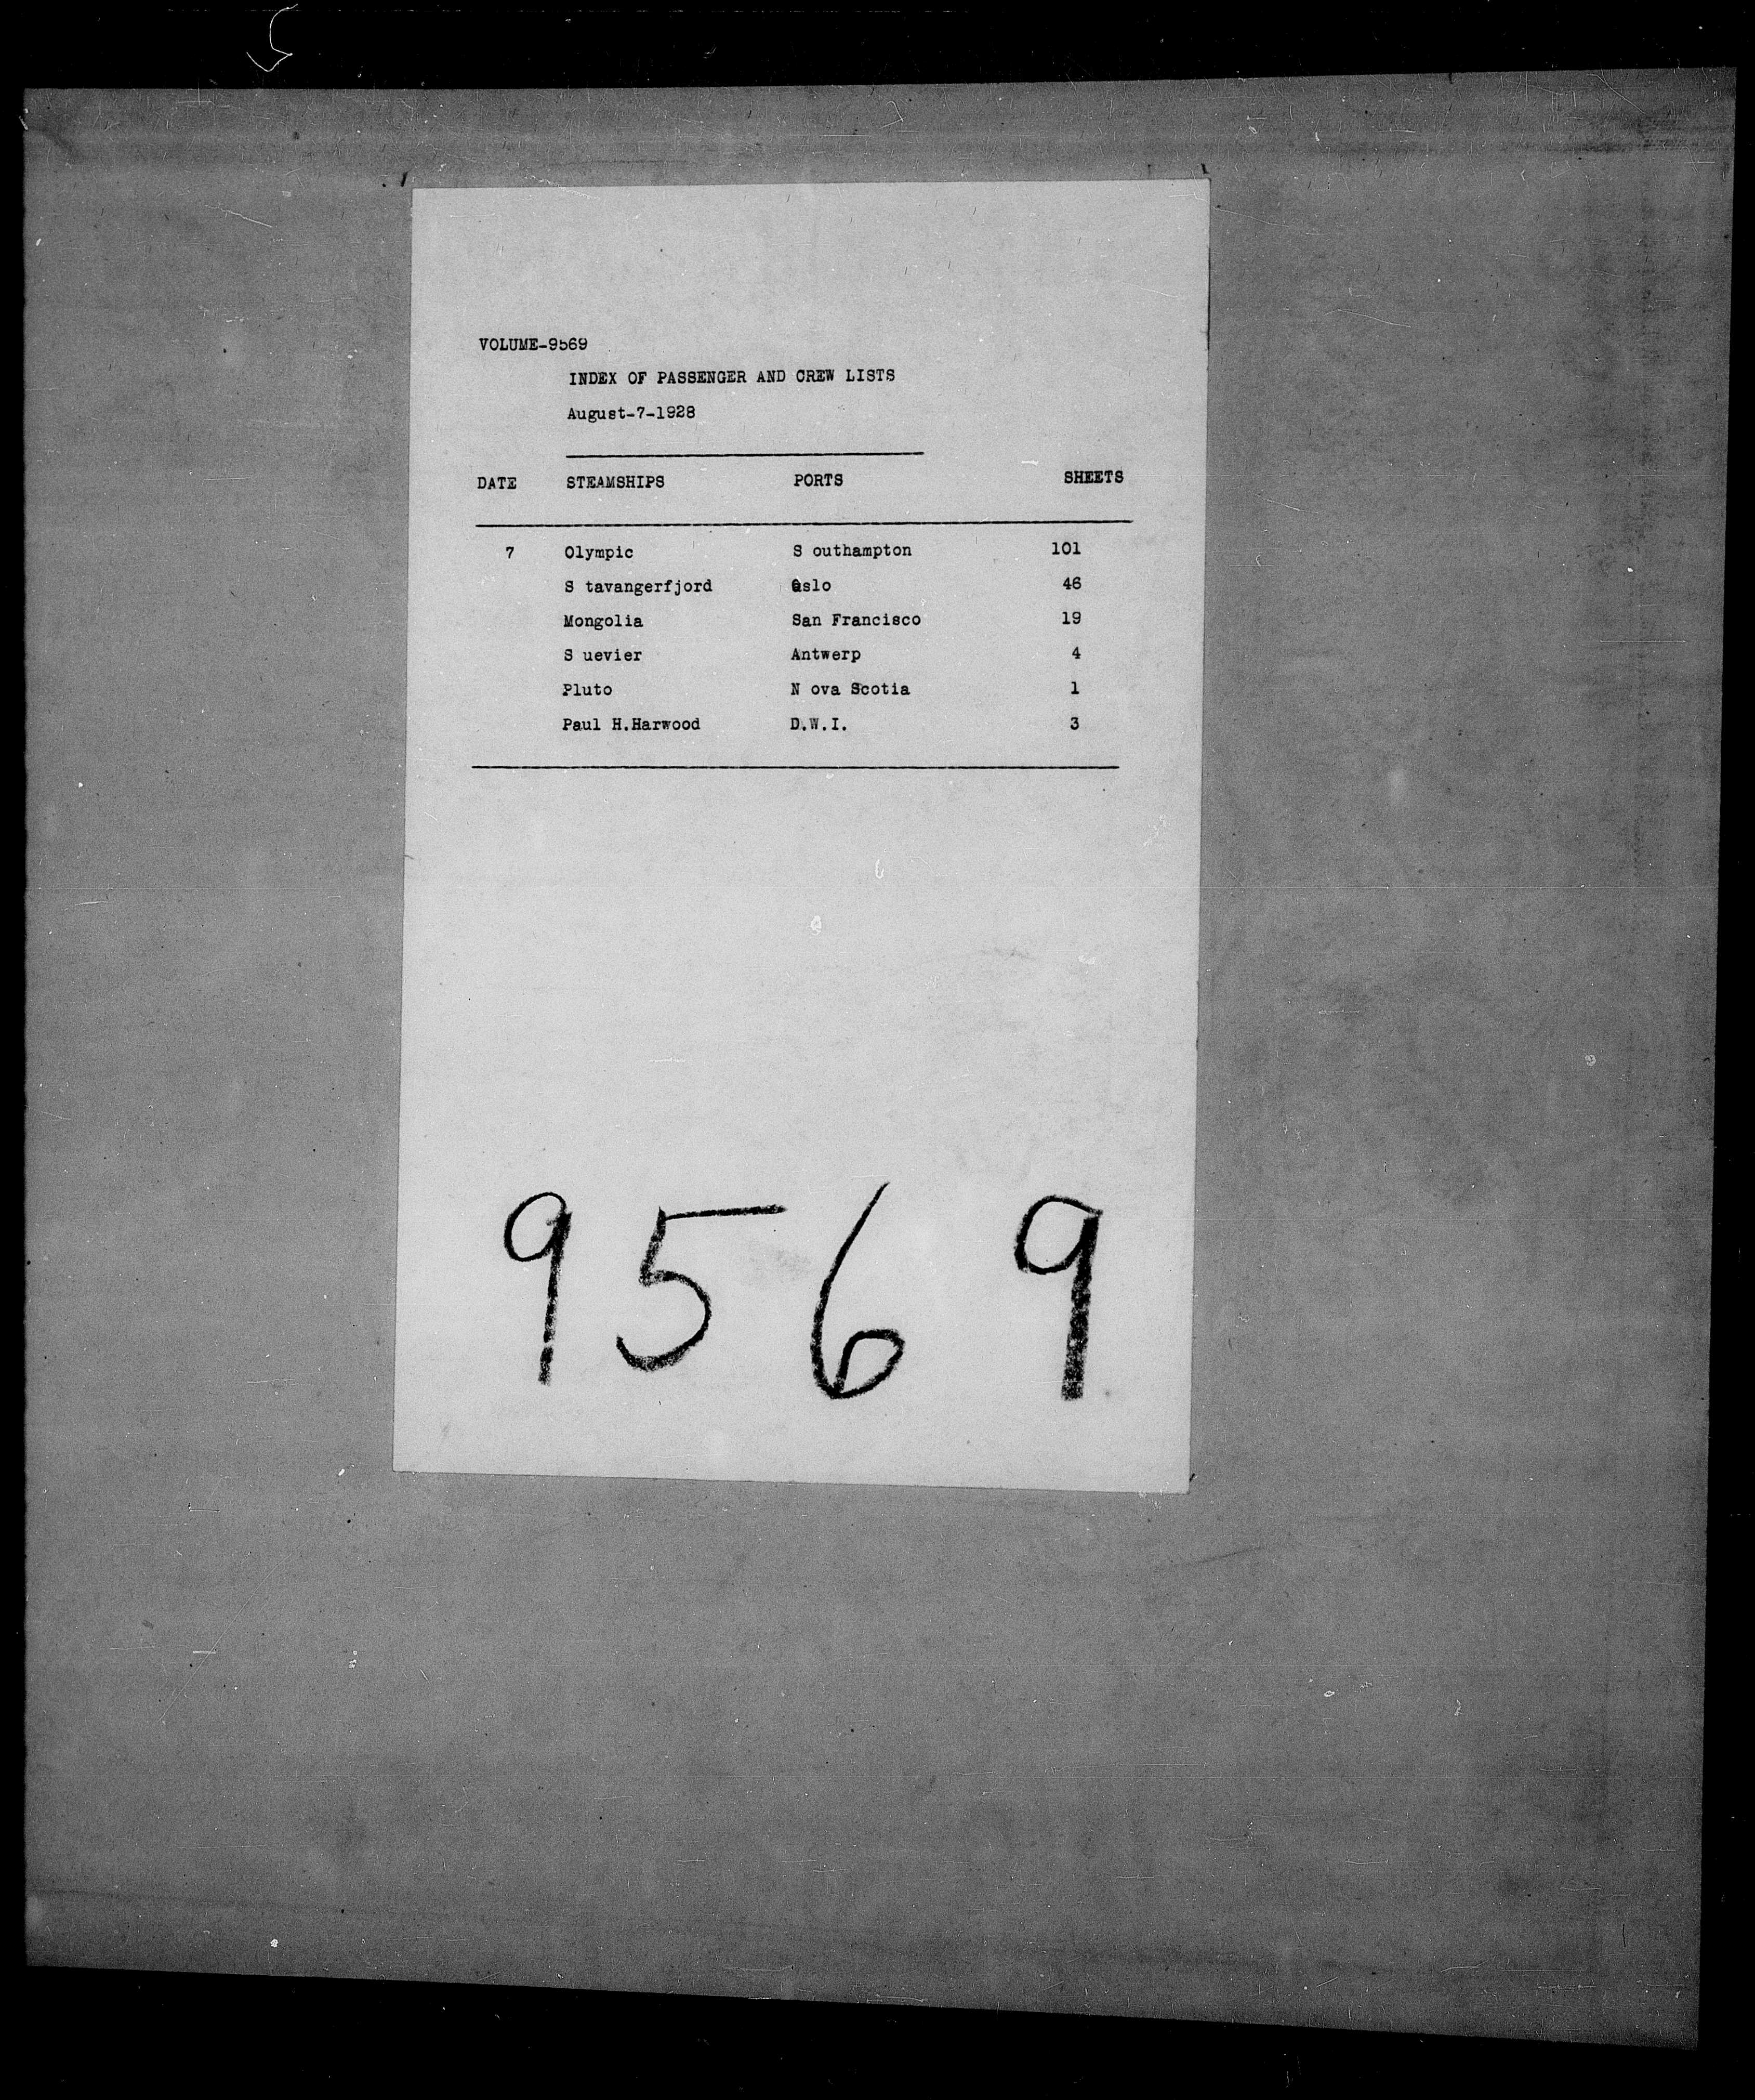 VOLUME-9569
INDEX OF PASSENGER AND CREW LISTS
August-7-1928
DATE STEAMSHIPS PORTS SHEETS
7 Olympic S outhampton 101
S tavangerfjord Oslo 46
Mongolia San Francisco 19
S uevier Antwerp 4
Pluto N ova Scotia 1
Paul H.Harwood D.W.I. 3
9569